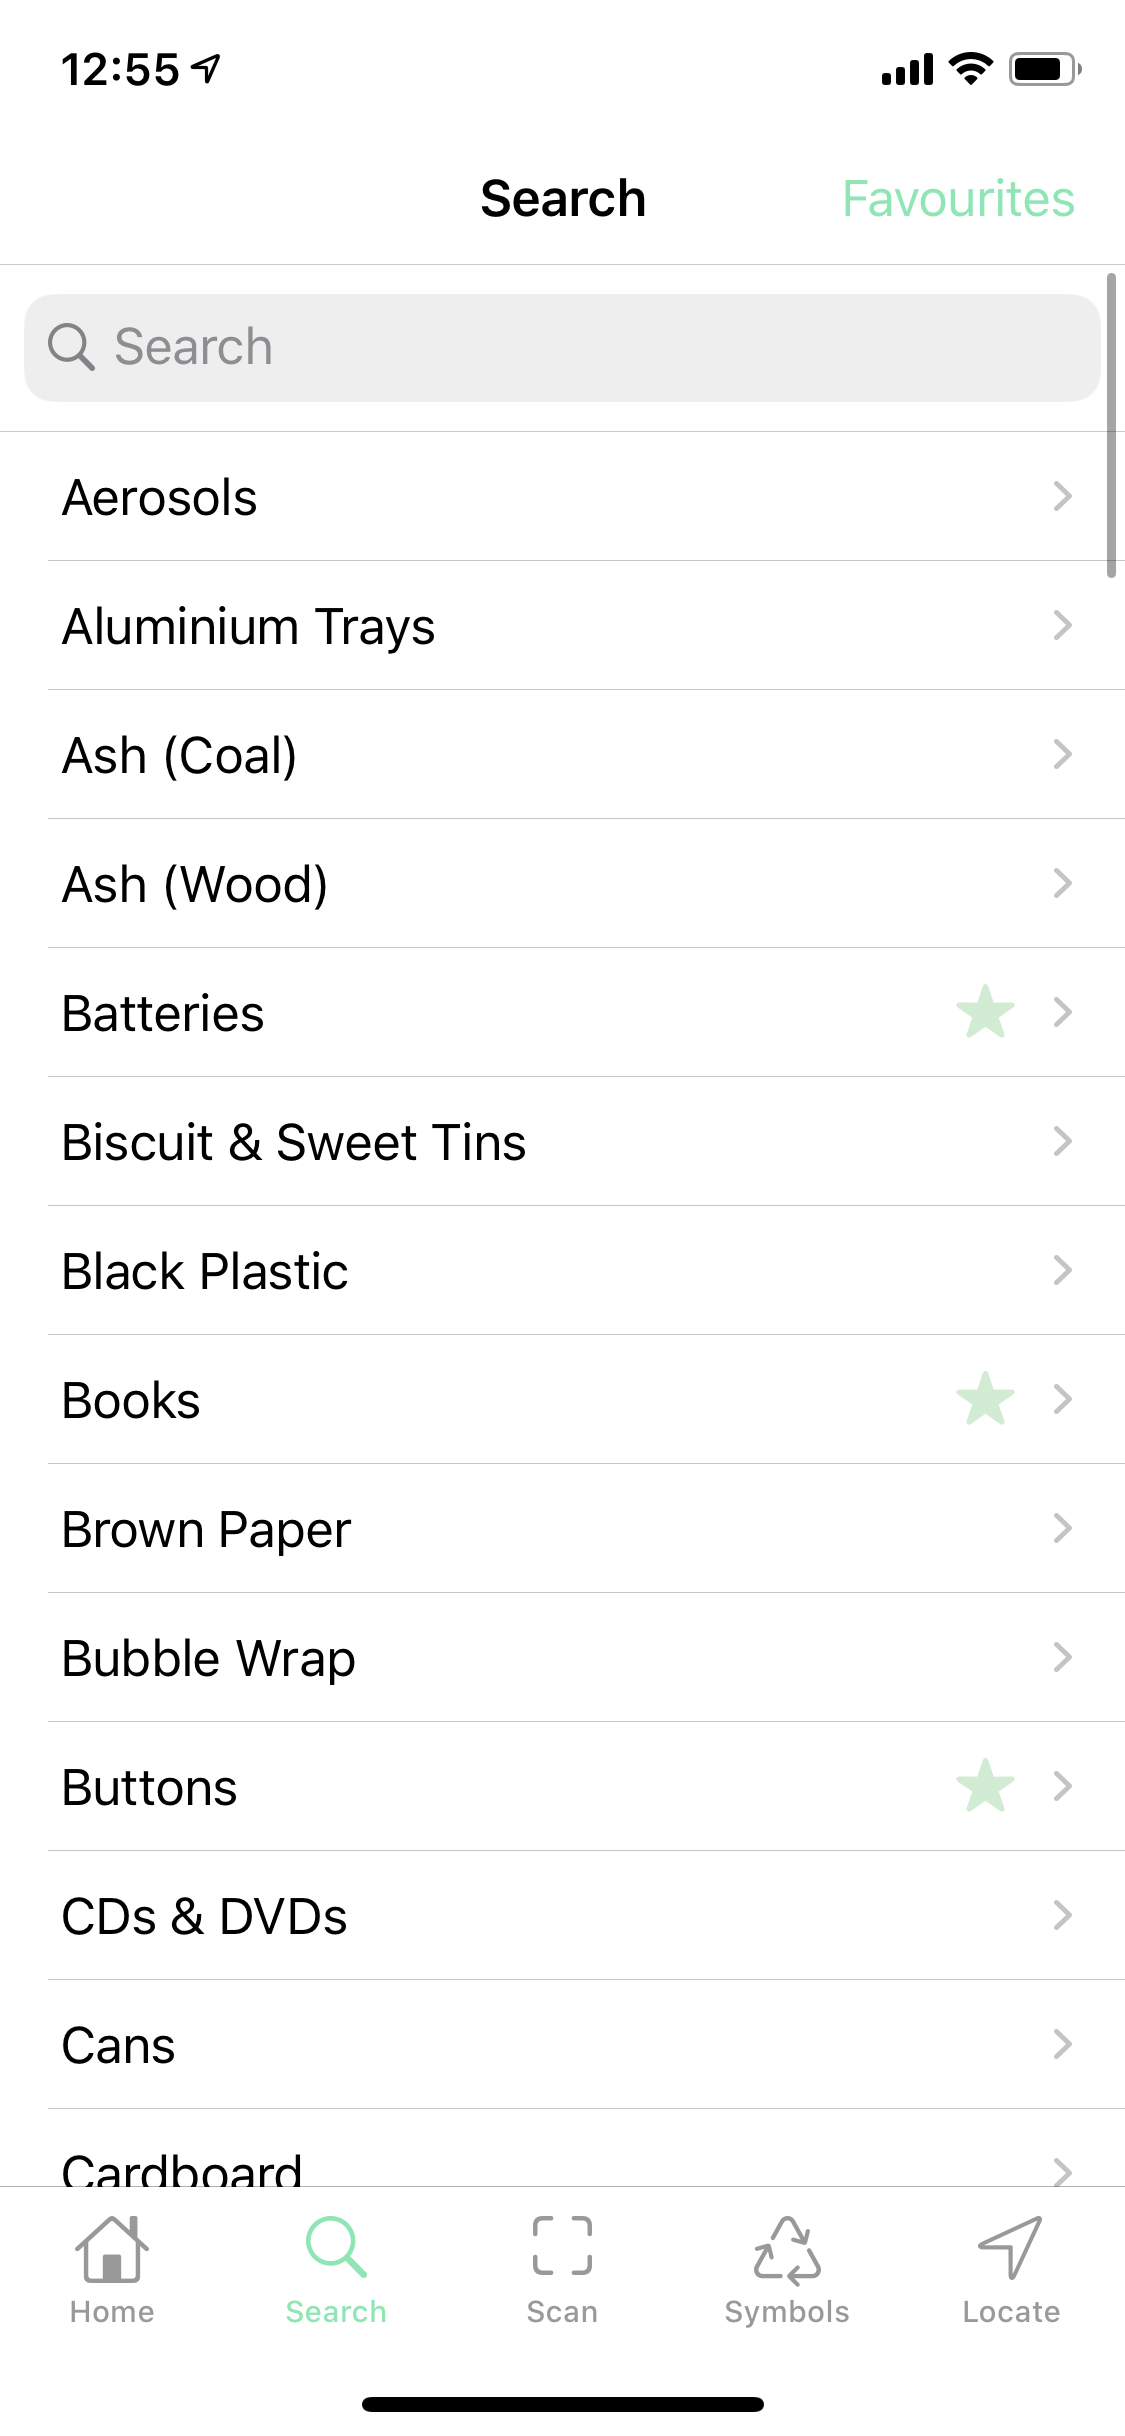 12:55
Search
Favourites
Search
Aerosols
Aluminium Trays
Ash (Coal)
Ash (Wood)
Batteries
Biscuit & Sweet Tins
Black Plastic
Books
Brown Paper
Bubble Wrap
Buttons
CDs & DVDs
Cans
Cardboard
Home
Search
Scan
Symbols
Locate